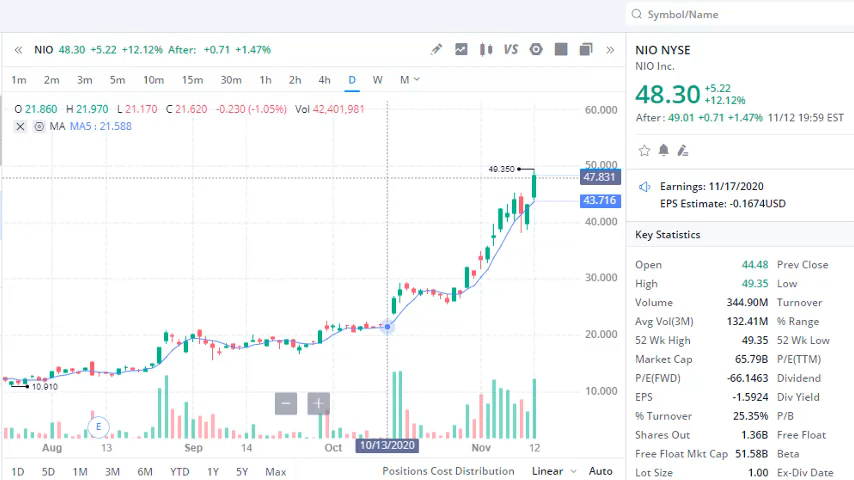 Symbol/Name
NIO 48.30 +5.22 +12.12% After: +0.71 +1.47% VS
1m 2m 3m 5m 10m 15m 30m 1h 2h 4h D W M
O 21.860 H 21.970 L 21.170 C 21.620 -0.230 (-1.05%) Vol 42,401,981
MA MA5 : 21.588
60.000
50.000
49.350
47.831
43.716
40.000
30.000
20.000
10.000
10.910
E
Aug 13 Sep 14 Oct 10/13/2020 Nov 12
1D 5D 1M 3M 6M YTD 1Y 5Y Max Positions Cost Distribution Linear Auto
NIO NYSE
NIO Inc.
48.30 +5.22
+12.12%
After : 49.01 +0.71 +1.47% 11/12 19:59 EST
Earnings: 11/17/2020
EPS Estimate: -0.1674USD
Key Statistics
Open 44.48 Prev Close
High 49.35 Low
Volume 344.90M Turnover
Avg Vol(3M) 132.41M % Range
52 Wk High 49.35 52 Wk Low
Market Cap 65.79B P/E(TTM)
P/E(FWD) -66.1463 Dividend
EPS -1.5924 Div Yield
% Turnover 25.35% P/B
Shares Out 1.36B Free Float
Free Float Mkt Cap 51.58B Beta
Lot Size 1.00 Ex-Div Date